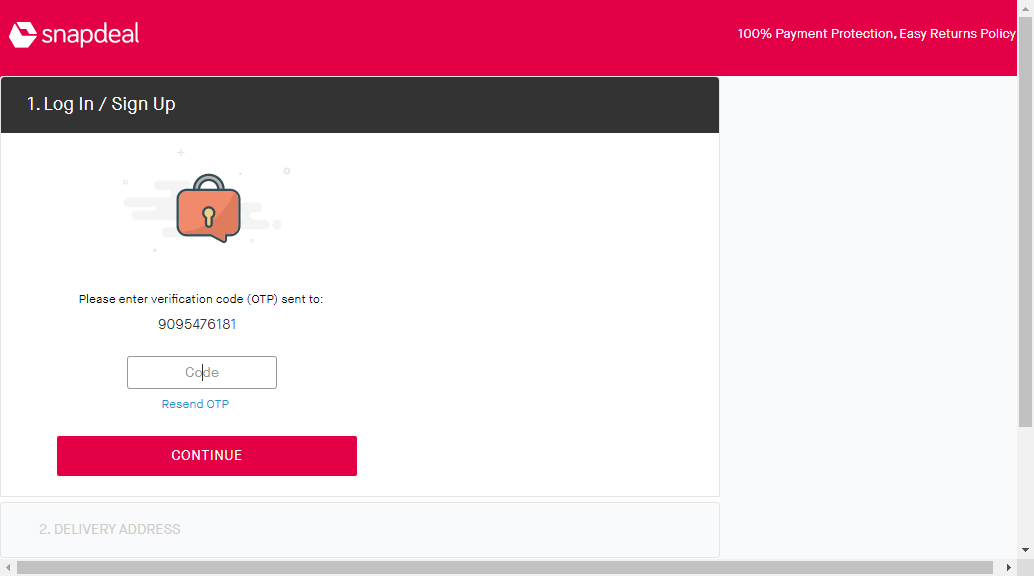 snapdeal
100% Payment Protection, Easy Returns Policy
1. Log In / Sign Up
Please enter verification code (OTP) sent to:
9095476181
Code
Resend OTP
CONTINUE
2. DELIVERY ADDRESS